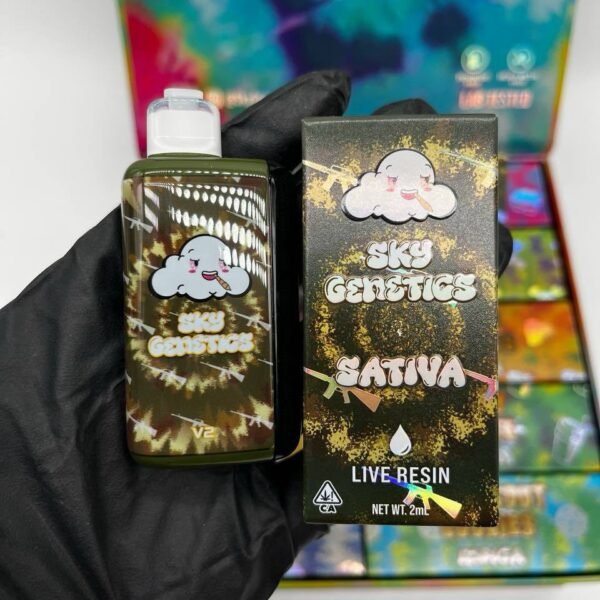 LAB TESTED
SKY
GENETICS
V2
SKY
GENETICS
SATIVA
LIVE RESIN
CA
NET WT. 2mL